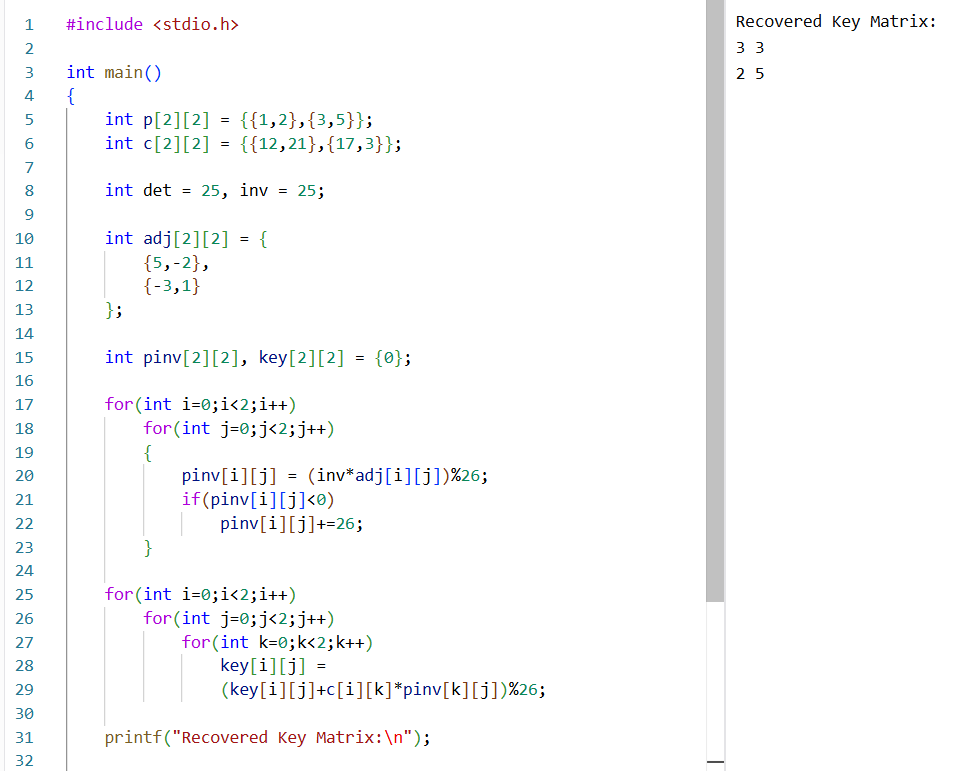 1 #include <stdio.h>
2
3 int main()
4 {
5 int p[2][2] = {{1,2},{3,5}};
6 int c[2][2] = {{12,21},{17,3}};
7
8 int det = 25, inv = 25;
9
10 int adj[2][2] = {
11 {5,-2},
12 {-3,1}
13 };
14
15 int pinv[2][2], key[2][2] = {0};
16
17 for(int i=0;i<2;i++)
18 for(int j=0;j<2;j++)
19 {
20 pinv[i][j] = (inv*adj[i][j])%26;
21 if(pinv[i][j]<0)
22 pinv[i][j]+=26;
23 }
24
25 for(int i=0;i<2;i++)
26 for(int j=0;j<2;j++)
27 for(int k=0;k<2;k++)
28 key[i][j] =
29 (key[i][j]+c[i][k]*pinv[k][j])%26;
30
31 printf("Recovered Key Matrix:\n");
32
Recovered Key Matrix:
3 3
2 5